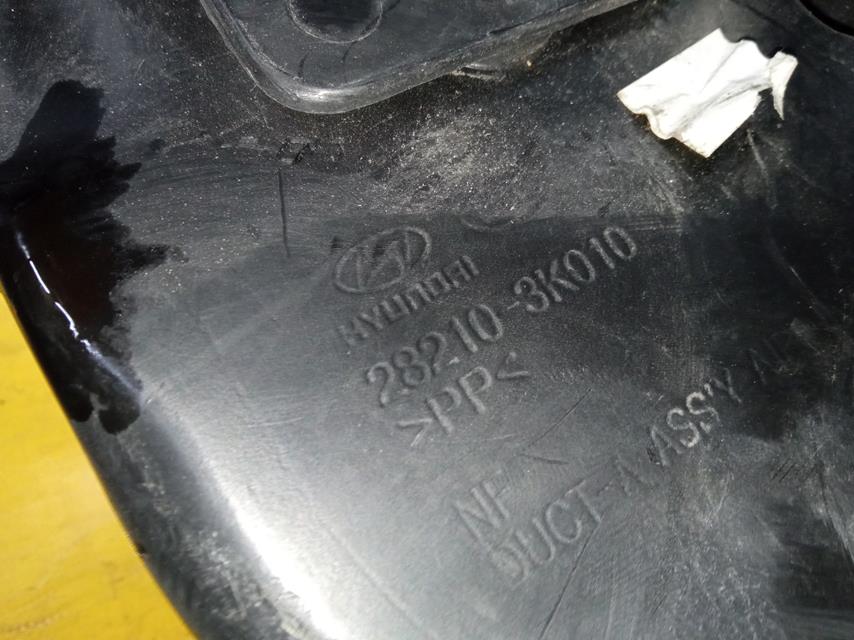 HYUNDAI
28210-3K010
>PP<
NF
DUCT-A ASS'Y